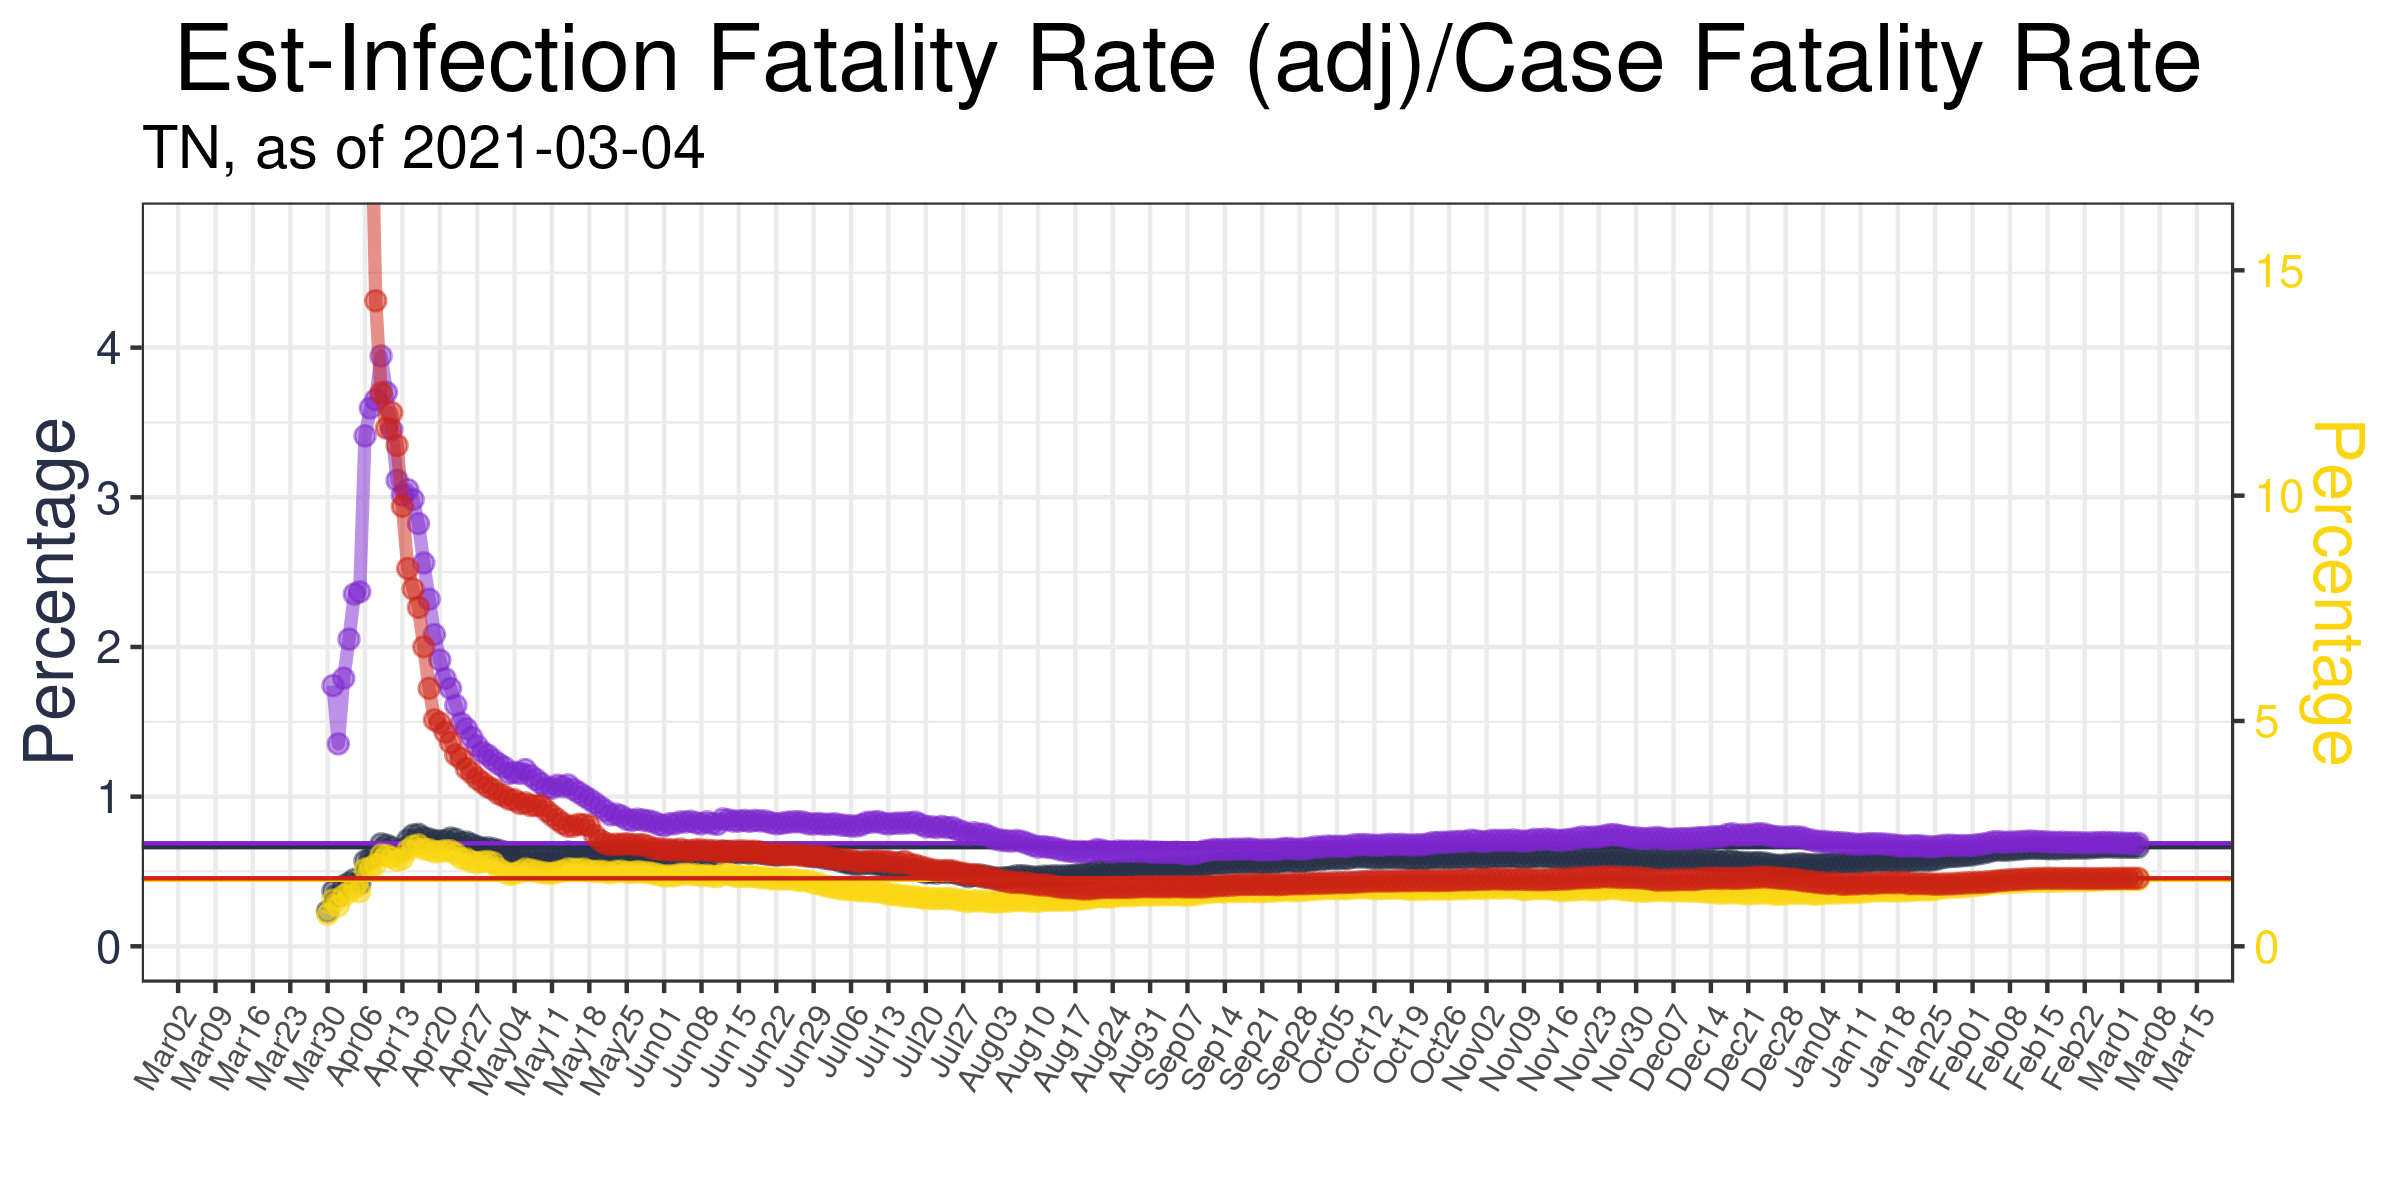 Est-Infection Fatality Rate (adj)/Case Fatality Rate
TN, as of 2021-03-04
Percentage
4
3
2
1
0
15
10
5
0
Percentage
Mar02
Mar09
Mar16
Mar23
Mar30
Apr06
Apr13
Apr20
Apr27
May04
May11
May18
May25
Jun01
Jun08
Jun15
Jun22
Jun29
Jul06
Jul13
Jul20
Jul27
Aug03
Aug10
Aug17
Aug24
Aug31
Sep07
Sep14
Sep21
Sep28
Oct05
Oct12
Oct19
Oct26
Nov02
Nov09
Nov16
Nov23
Nov30
Dec07
Dec14
Dec21
Dec28
Jan04
Jan11
Jan18
Jan25
Feb01
Feb08
Feb15
Feb22
Mar01
Mar08
Mar15